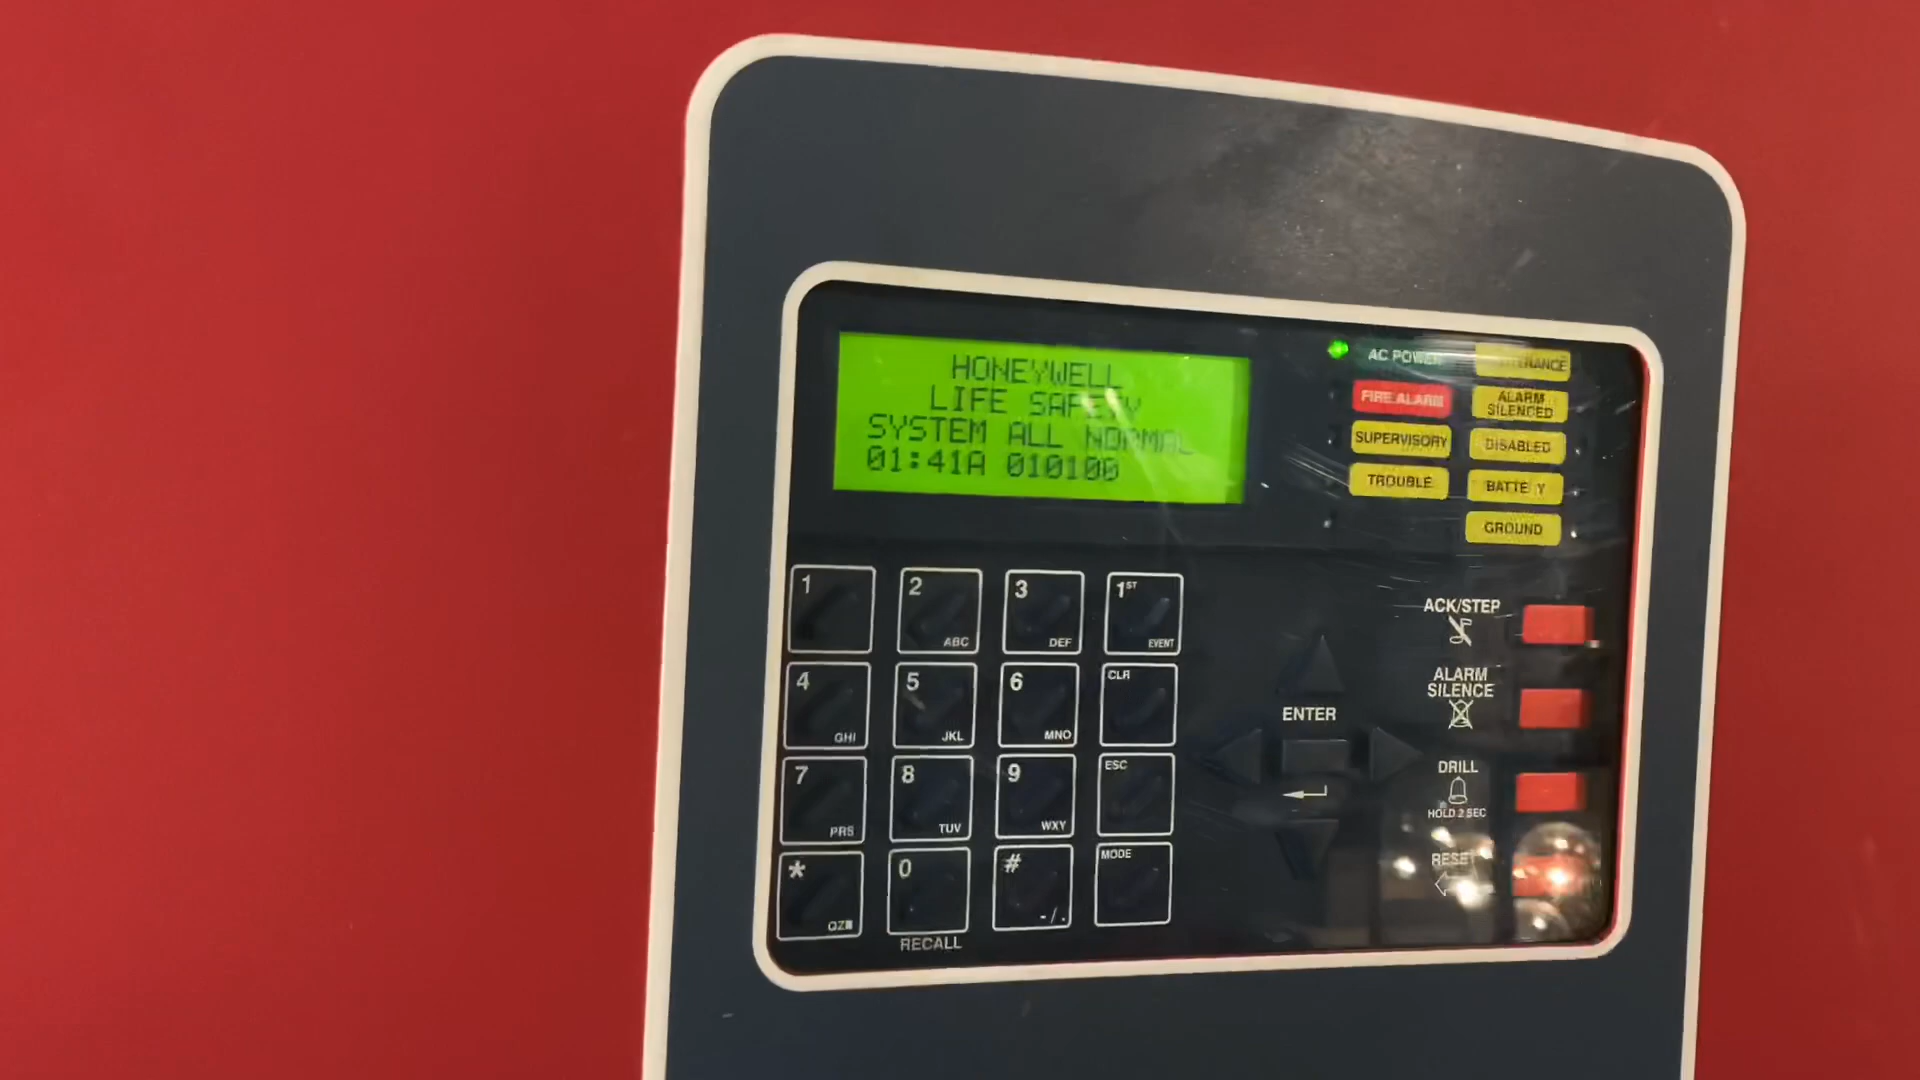 HONEYWELL
LIFE SAFETY
SYSTEM ALL NORMAL
01:41A 010100
AC POWER
FIRE ALARM
SUPERVISORY
TROUBLE
ALARM
SILENCED
DISABLED
BATTERY
GROUND
1
2
ABC
3
DEF
1ST
EVENT
4
GHI
5
JKL
6
MNO
CLR
7
PRS
8
TUV
9
WXY
ESC
*
QZ
0
RECALL
#
-/.
MODE
ENTER
ACK/STEP
ALARM
SILENCE
DRILL
HOLD 2 SEC
RESET